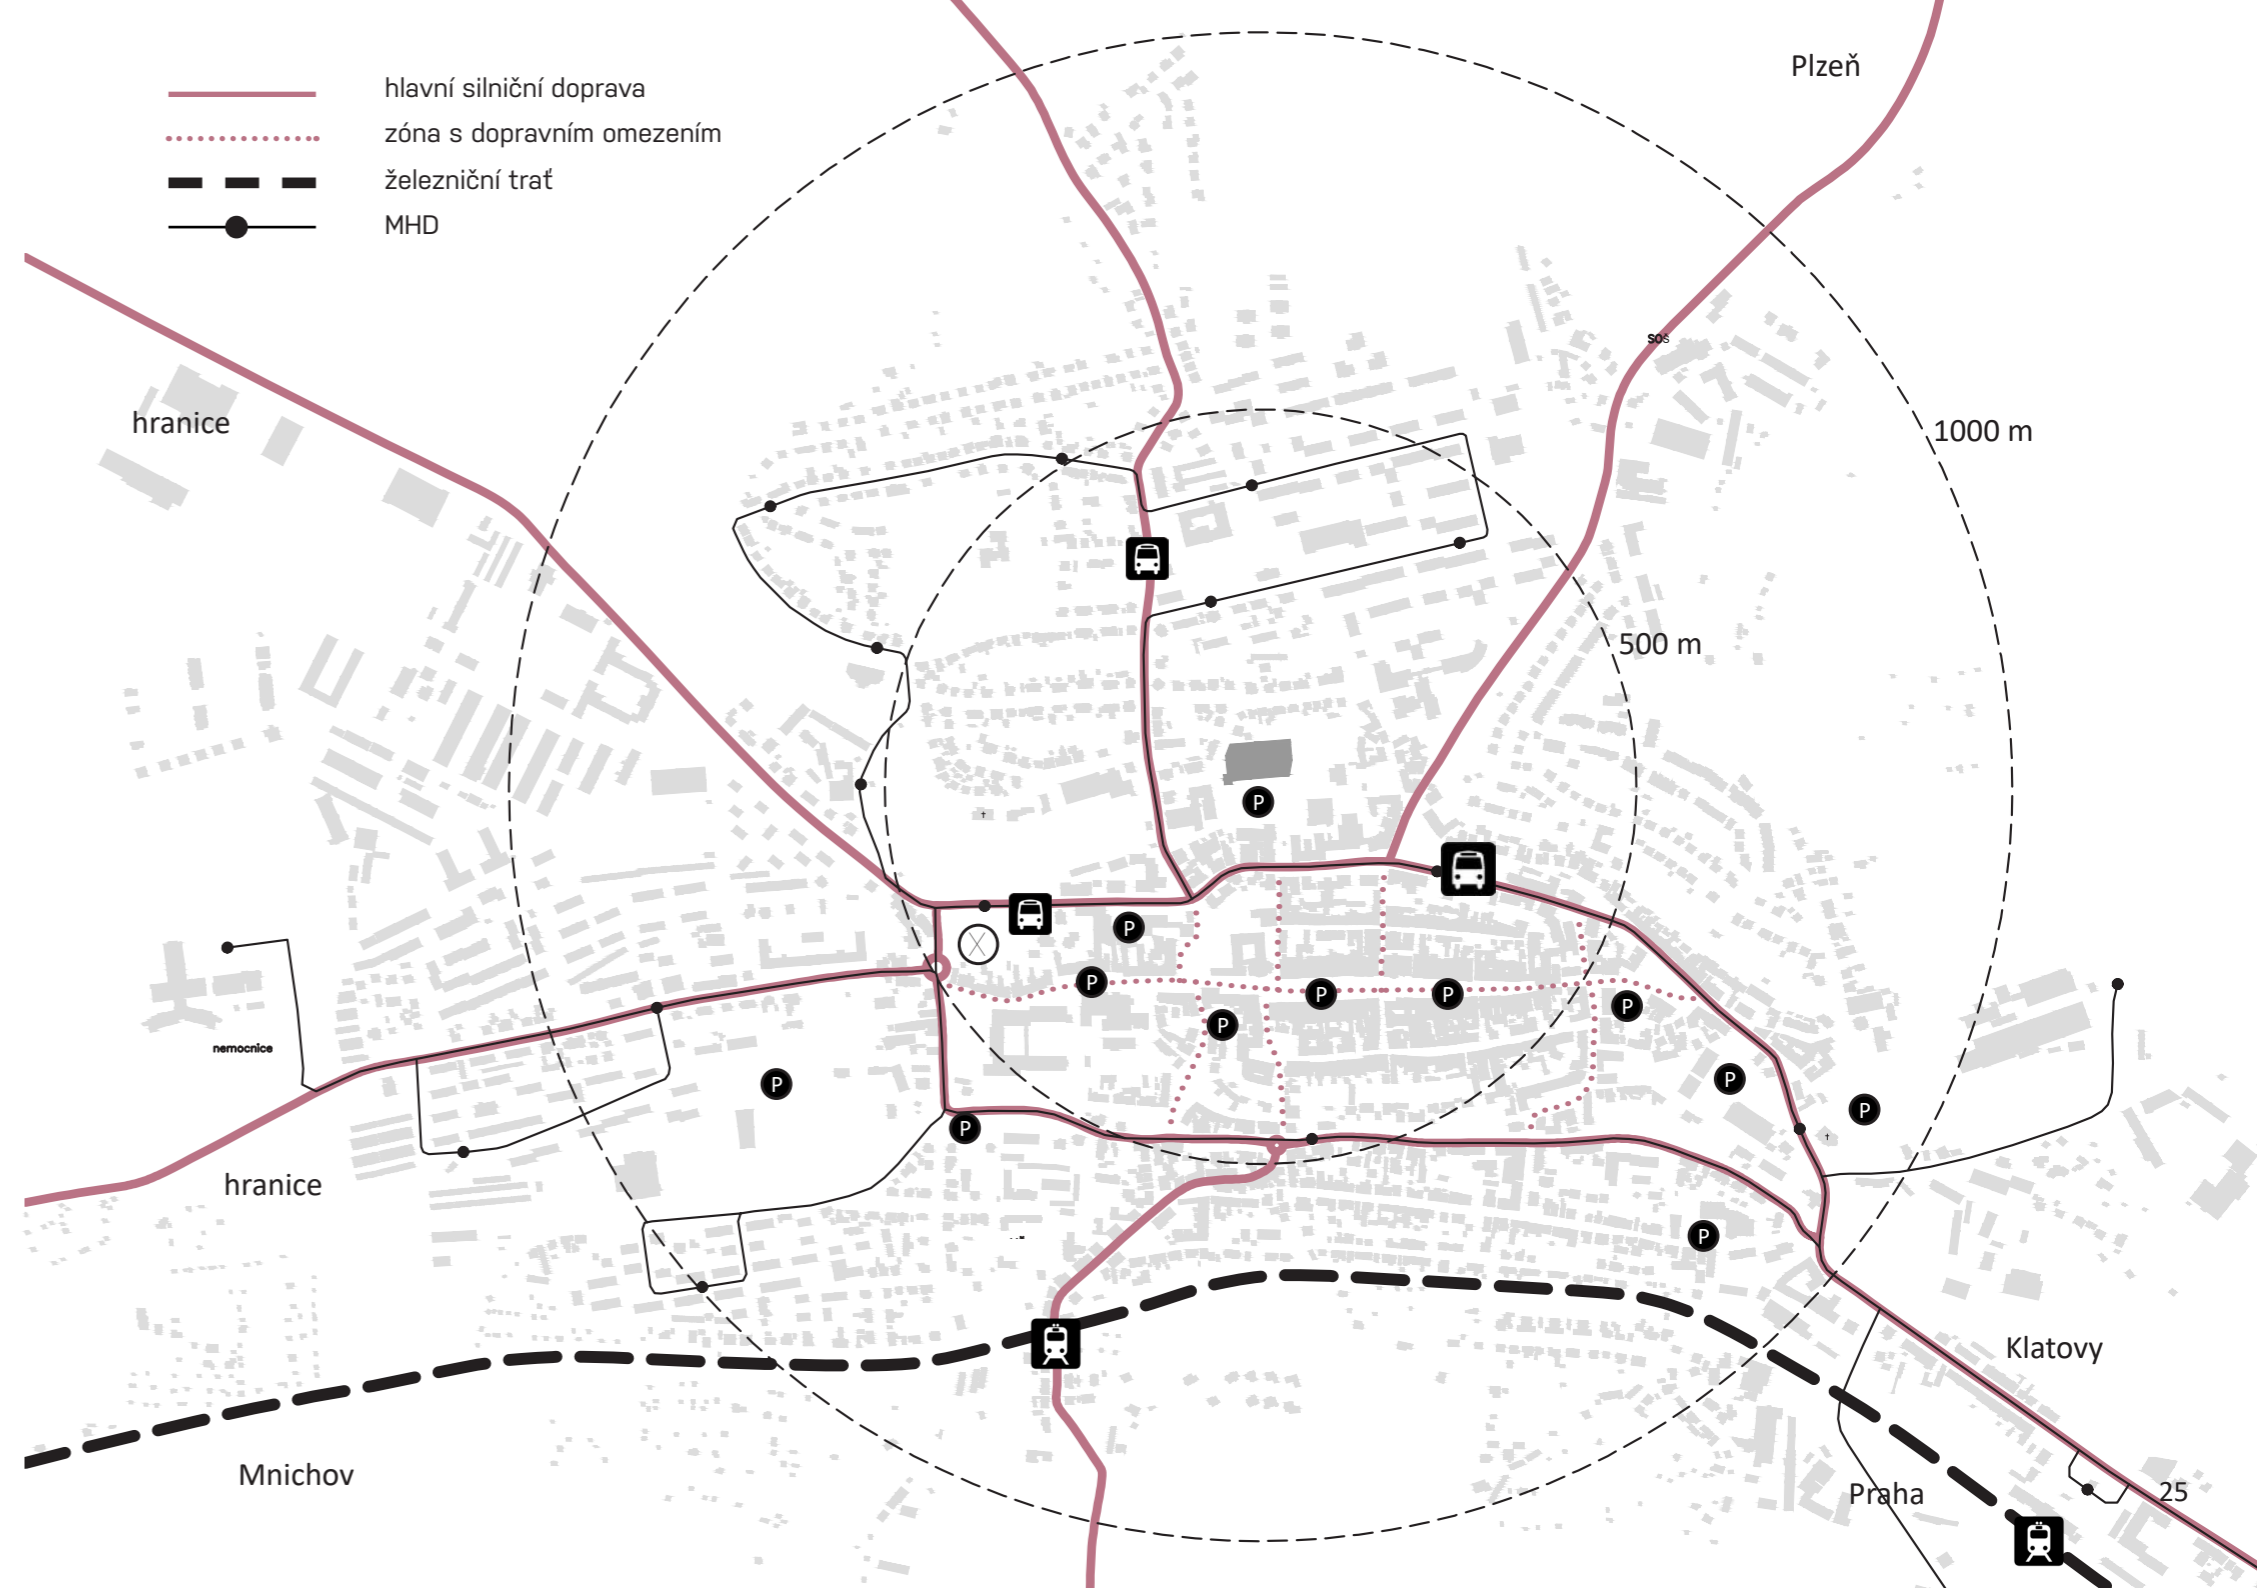 Plzeň
hlavní silniční doprava
zóna s dopravním omezením
železniční trať
MHD
SOŠ
hranice
1000 m
500 m
P
P
P
P
P
P
P
P
nemocnice
P
P
P
P
hranice
P
Klatovy
Mnichov
Praha
25